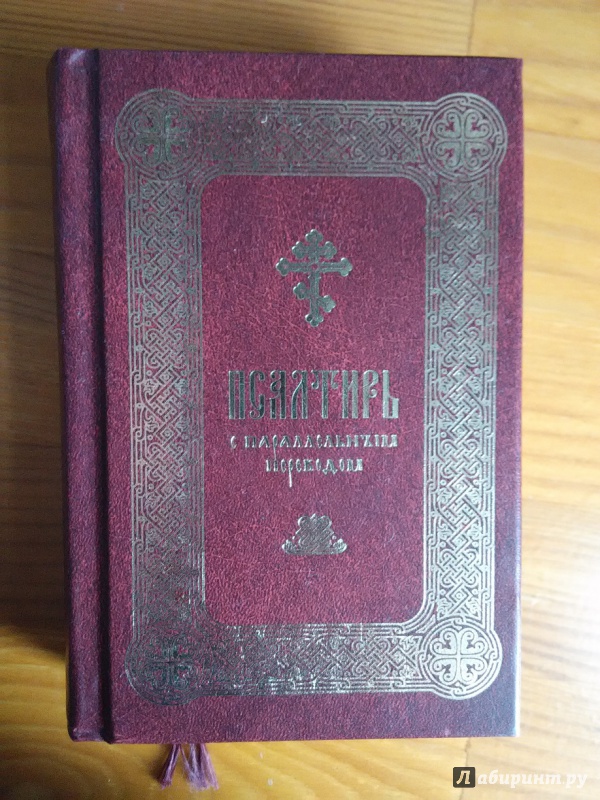 Псалтирь
с параллельным
переводом
Лабиринт.ру